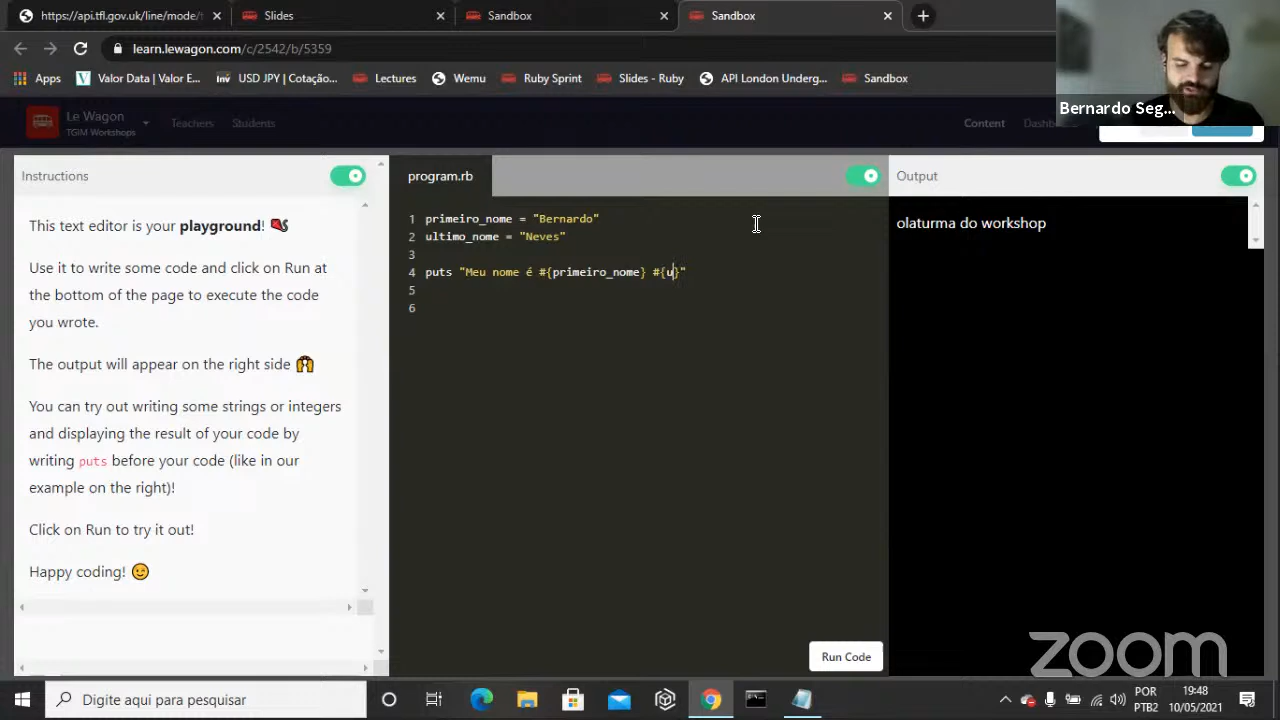 https://api.tfl.gov.uk/line/mode/t
Slides
Sandbox
Sandbox
learn.lewagon.com/c/2542/b/5359
Apps
Valor Data | Valor E...
USD JPY | Cotação...
Lectures
Wemu
Ruby Sprint
Slides - Ruby
API London Underg...
Sandbox
Bernardo Seg...
Le Wagon
TGIM Workshops
Teachers
Students
Content
Instructions
This text editor is your playground!
Use it to write some code and click on Run at
the bottom of the page to execute the code
you wrote.
The output will appear on the right side
You can try out writing some strings or integers
and displaying the result of your code by
writing puts before your code (like in our
example on the right)!
Click on Run to try it out!
Happy coding!
program.rb
1 primeiro_nome = "Bernardo"
2 ultimo_nome = "Neves"
3
4 puts "Meu nome é #{primeiro_nome} #{u}"
5
6
Run Code
Output
olaturma do workshop
zoom
Digite aqui para pesquisar
POR
PTB2
19:48
10/05/2021